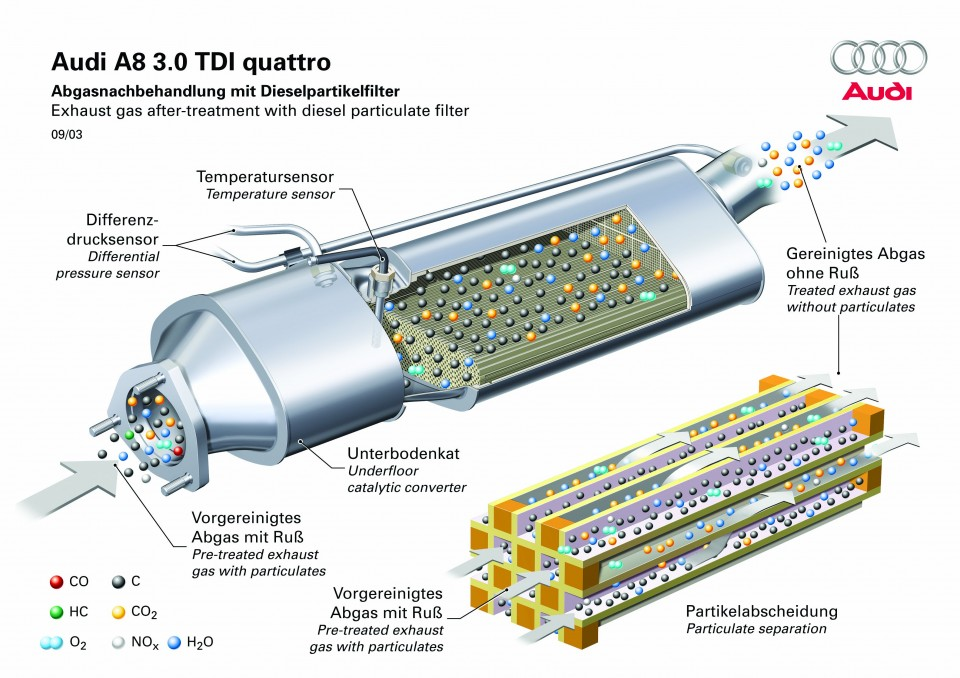 Audi A8 3.0 TDI quattro
Abgasnachbehandlung mit Dieselpartikelfilter
Exhaust gas after-treatment with diesel particulate filter
09/03
Audi
Temperatursensor
Temperature sensor
Differenz-
drucksensor
Differential
pressure sensor
Gereinigtes Abgas
ohne Ruß
Treated exhaust gas
without particulates
Unterbodenkat
Underfloor
catalytic converter
Vorgereinigtes
Abgas mit Ruß
Pre-treated exhaust
gas with particulates
Vorgereinigtes
Abgas mit Ruß
Pre-treated exhaust
gas with particulates
Partikelabscheidung
Particulate separation
CO C
HC CO₂
O₂ NOₓ H₂O